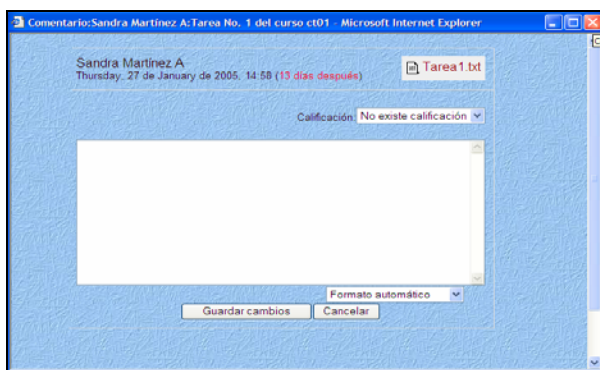 Comentario:Sandra Martínez A:Tarea No. 1 del curso ct01 - Microsoft Internet Explorer
Sandra Martínez A
Thursday, 27 de January de 2005, 14:58 (13 días después)
Tarea1.txt
Calificación: No existe calificación
Formato automático
Guardar cambios
Cancelar